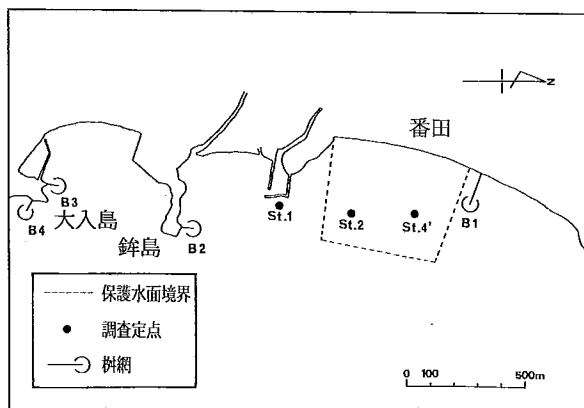 N
番田
B3
B4
大入島
鉾島
B2
St.1
St.2
St.4'
B1
保護水面境界
調査定点
桝網
0 100 500m